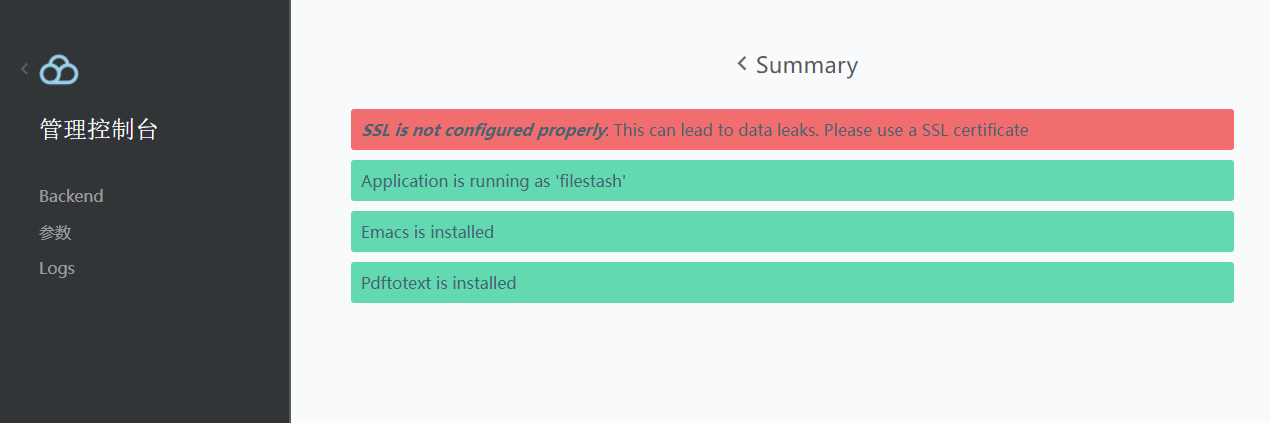 管理控制台
Backend
参数
Logs
Summary
SSL is not configured properly. This can lead to data leaks. Please use a SSL certificate
Application is running as 'filestash'
Emacs is installed
Pdftotext is installed